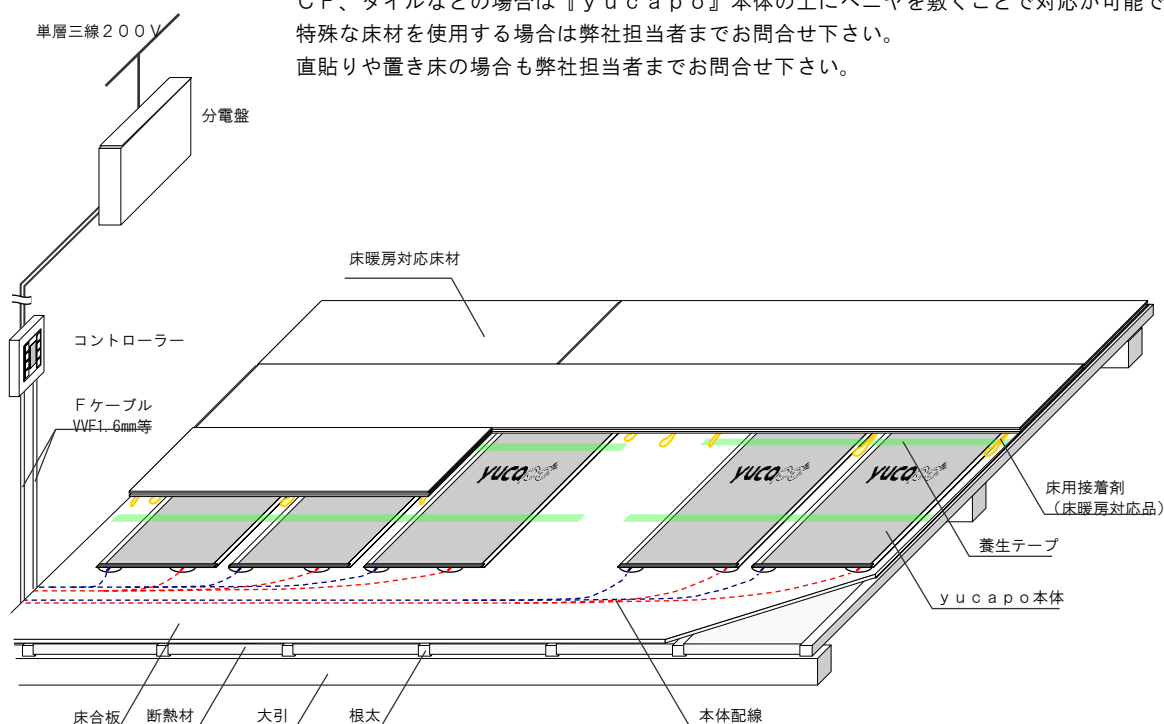 ＣＦ、タイルなどの場合は『ｙｕｃａｐｏ』本体の上にベニヤを敷くことで対応が可能で
特殊な床材を使用する場合は弊社担当者までお問合せ下さい。
直貼りや置き床の場合も弊社担当者までお問合せ下さい。
単層三線２００Ｖ
分電盤
床暖房対応床材
コントローラー
Ｆケーブル
VVF1.6mm等
yucapo
yucapo
yucapo
床用接着剤
（床暖房対応品）
養生テープ
ｙｕｃａｐｏ本体
床合板
断熱材
大引
根太
本体配線